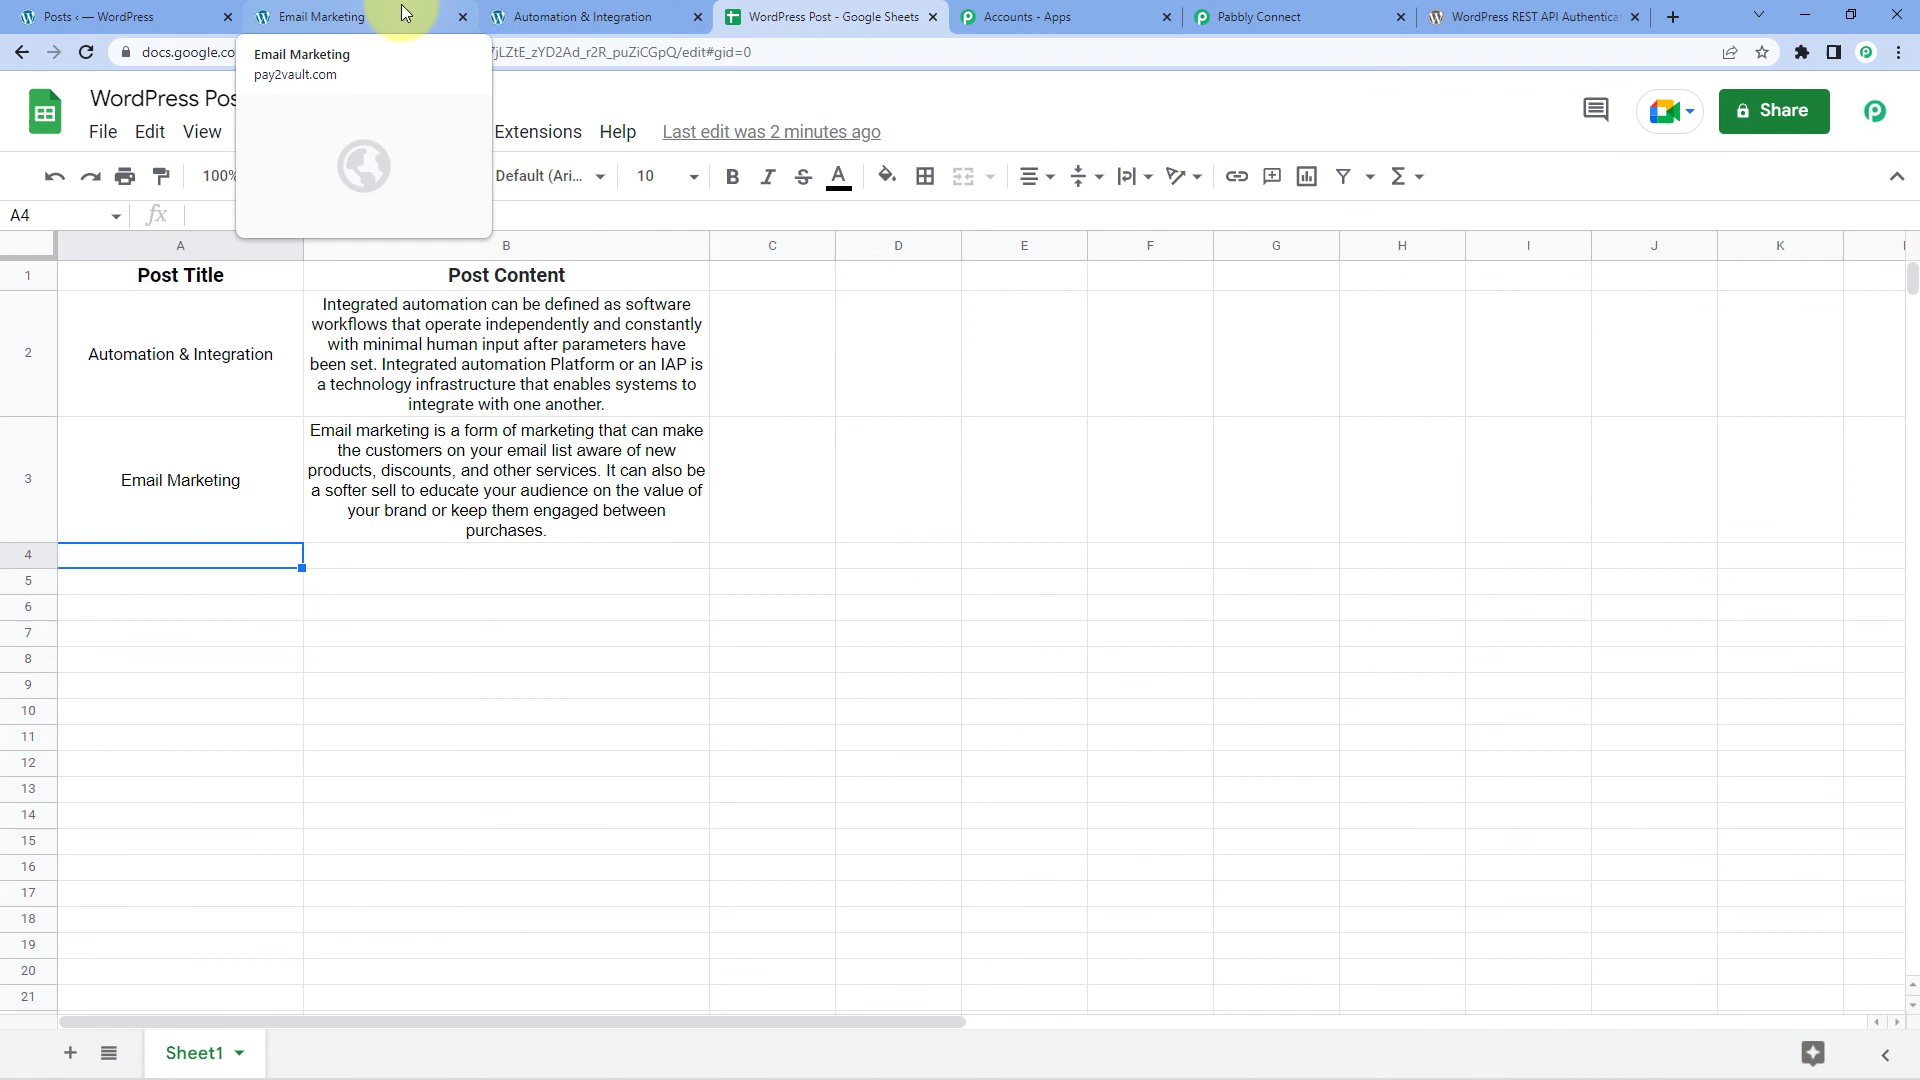 Posts ‹ — WordPress
Email Marketing
Automation & Integration
WordPress Post - Google Sheets
Accounts - Apps
Pabbly Connect
WordPress REST API Authentica
docs.google.co
jLZtE_zYD2Ad_r2R_puZiCGpQ/edit#gid=0
Email Marketing
pay2vault.com
WordPress Pos
File Edit View Extensions Help Last edit was 2 minutes ago
Share
100% Default (Ari... 10 B I S A
A4 fx
A B C D E F G H I J K
1 Post Title Post Content
2 Automation & Integration
Integrated automation can be defined as software
workflows that operate independently and constantly
with minimal human input after parameters have
been set. Integrated automation Platform or an IAP is
a technology infrastructure that enables systems to
integrate with one another.
3 Email Marketing
Email marketing is a form of marketing that can make
the customers on your email list aware of new
products, discounts, and other services. It can also be
a softer sell to educate your audience on the value of
your brand or keep them engaged between
purchases.
4
5
6
7
8
9
10
11
12
13
14
15
16
17
18
19
20
21
Sheet1